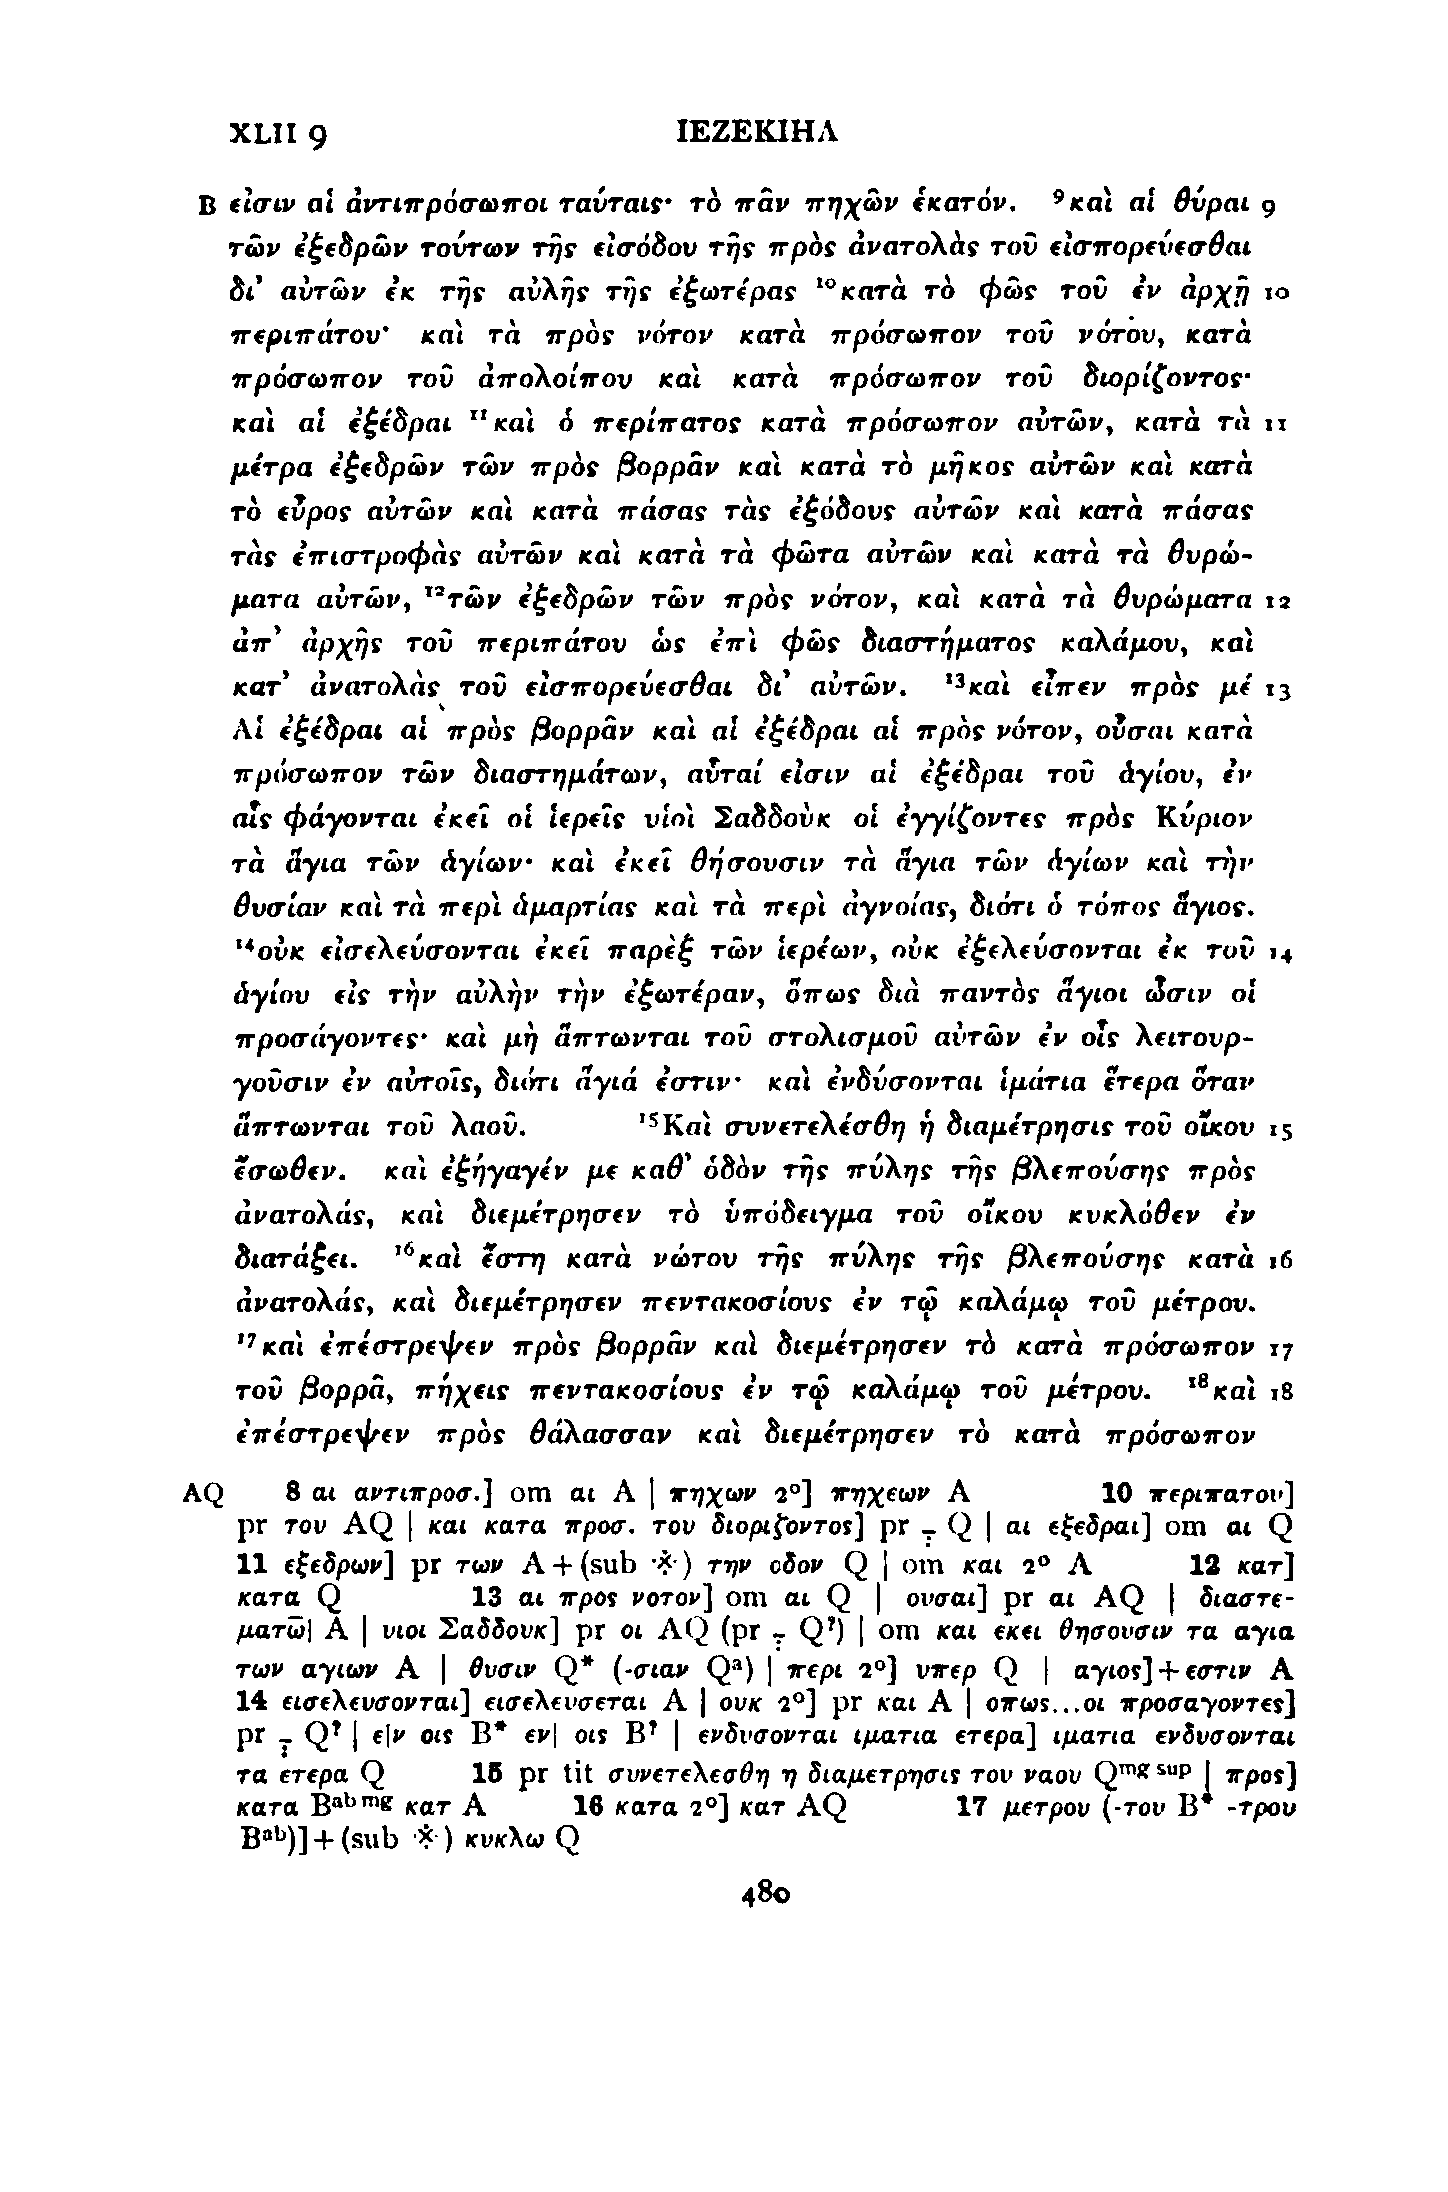 XLII 9 ΙΕΖΕΚΙΗΛ
B εἰσιν αἱ ἀντιπρόσωποι ταύταις· τὸ πᾶν πηχῶν ἑκατόν. ⁹καὶ αἱ θύραι 9
τῶν ἐξεδρῶν τούτων τῆς εἰσόδου τῆς πρὸς ἀνατολὰς τοῦ εἰσπορεύεσθαι
δι’ αὐτῶν ἐκ τῆς αὐλῆς τῆς ἐξωτέρας ¹⁰κατὰ τὸ φῶς τοῦ ἐν ἀρχῇ 10
περιπάτου· καὶ τὰ πρὸς νότον κατὰ πρόσωπον τοῦ νότου, κατὰ
πρόσωπον τοῦ ἀπολοίπου καὶ κατὰ πρόσωπον τοῦ διορίζοντος·
καὶ αἱ ἐξέδραι ¹¹καὶ ὁ περίπατος κατὰ πρόσωπον αὐτῶν, κατὰ τὰ 11
μέτρα ἐξεδρῶν τῶν πρὸς βορρᾶν καὶ κατὰ τὸ μῆκος αὐτῶν καὶ κατὰ
τὸ εὖρος αὐτῶν καὶ κατὰ πάσας τὰς ἐξόδους αὐτῶν καὶ κατὰ πάσας
τὰς ἐπιστροφὰς αὐτῶν καὶ κατὰ τὰ φῶτα αὐτῶν καὶ κατὰ τὰ θυρώ-
ματα αὐτῶν, ¹²τῶν ἐξεδρῶν τῶν πρὸς νότον, καὶ κατὰ τὰ θυρώματα 12
ἀπ’ ἀρχῆς τοῦ περιπάτου ὡς ἐπὶ φῶς διαστήματος καλάμου, καὶ
κατ’ ἀνατολὰς τοῦ εἰσπορεύεσθαι δι’ αὐτῶν. ¹³καὶ εἶπεν πρὸς μέ 13
Αἱ ἐξέδραι αἱ πρὸς βορρᾶν καὶ αἱ ἐξέδραι αἱ πρὸς νότον, οὖσαι κατὰ
πρόσωπον τῶν διαστημάτων, αὗταί εἰσιν αἱ ἐξέδραι τοῦ ἁγίου, ἐν
αἷς φάγονται ἐκεῖ οἱ ἱερεῖς υἱοὶ Σαδδοὺκ οἱ ἐγγίζοντες πρὸς Κύριον
τὰ ἅγια τῶν ἁγίων· καὶ ἐκεῖ θήσουσιν τὰ ἅγια τῶν ἁγίων καὶ τὴν
θυσίαν καὶ τὰ περὶ ἁμαρτίας καὶ τὰ περὶ ἀγνοίας, διότι ὁ τόπος ἅγιος.
¹⁴οὐκ εἰσελεύσονται ἐκεῖ παρὲξ τῶν ἱερέων, οὐκ ἐξελεύσονται ἐκ τοῦ 14
ἁγίου εἰς τὴν αὐλὴν τὴν ἐξωτέραν, ὅπως διὰ παντὸς ἅγιοι ὦσιν οἱ
προσάγοντες· καὶ μὴ ἅπτωνται τοῦ στολισμοῦ αὐτῶν ἐν οἷς λειτουρ-
γοῦσιν ἐν αὐτοῖς, διότι ἅγιά ἐστιν· καὶ ἐνδύσονται ἱμάτια ἕτερα ὅταν
ἅπτωνται τοῦ λαοῦ. ¹⁵Καὶ συνετελέσθη ἡ διαμέτρησις τοῦ οἴκου 15
ἔσωθεν. καὶ ἐξήγαγέν με καθ’ ὁδὸν τῆς πύλης τῆς βλεπούσης πρὸς
ἀνατολάς, καὶ διεμέτρησεν τὸ ὑπόδειγμα τοῦ οἴκου κυκλόθεν ἐν
διατάξει. ¹⁶καὶ ἔστη κατὰ νώτου τῆς πύλης τῆς βλεπούσης κατὰ 16
ἀνατολάς, καὶ διεμέτρησεν πεντακοσίους ἐν τῷ καλάμῳ τοῦ μέτρου.
¹⁷καὶ ἐπέστρεψεν πρὸς βορρᾶν καὶ διεμέτρησεν τὸ κατὰ πρόσωπον 17
τοῦ βορρᾶ, πήχεις πεντακοσίους ἐν τῷ καλάμῳ τοῦ μέτρου. ¹⁸καὶ 18
ἐπέστρεψεν πρὸς θάλασσαν καὶ διεμέτρησεν τὸ κατὰ πρόσωπον
AQ 8 αι αντιπροσ.] om αι A | πηχων 2°] πηχεων A 10 περιπατου]
pr του AQ | και κατα προσ. του διοριζοντος] pr ÷ Q | αι εξεδραι] om αι Q
11 εξεδρων] pr των A + (sub ※) την οδον Q | om και 2° A 12 κατ]
κατα Q 13 αι προς νοτον] om αι Q | ουσαι] pr αι AQ | διαστε-
ματω̅| A | υιοι Σαδδουκ] pr οι AQ (pr ÷ Q?) | om και εκει θησουσιν τα αγια
των αγιων A | θυσιν Q* (-σιαν Qᵃ) | περι 2°] υπερ Q | αγιος] + εστιν A
14 εισελευσονται] εισελευσεται A | ουκ 2°] pr και A | οπως...οι προσαγοντες]
pr ÷ Q? | ε|ν οις B* εν| οις B? | ενδυσονται ιματια ετερα] ιματια ενδυσονται
τα ετερα Q 15 pr tit συνετελεσθη η διαμετρησις του ναου Qᵐᵍ ˢᵘᵖ | προς]
κατα Bᵃᵇ ᵐᵍ κατ A 16 κατα 2°] κατ AQ 17 μετρου (-του B* -τρου
Bᵃᵇ)] + (sub ※) κυκλω Q
480